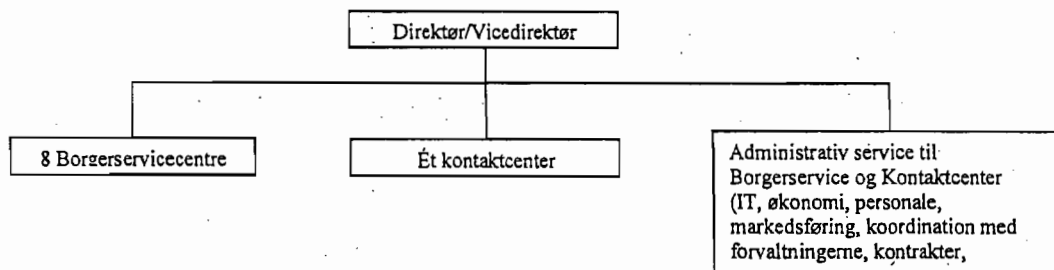 Direktør/Vicedirektør
8 Borgerservicecentre
Ét kontaktcenter
Administrativ service til
Borgerservice og Kontaktcenter
(IT, økonomi, personale,
markedsføring, koordination med
forvaltningerne, kontrakter,